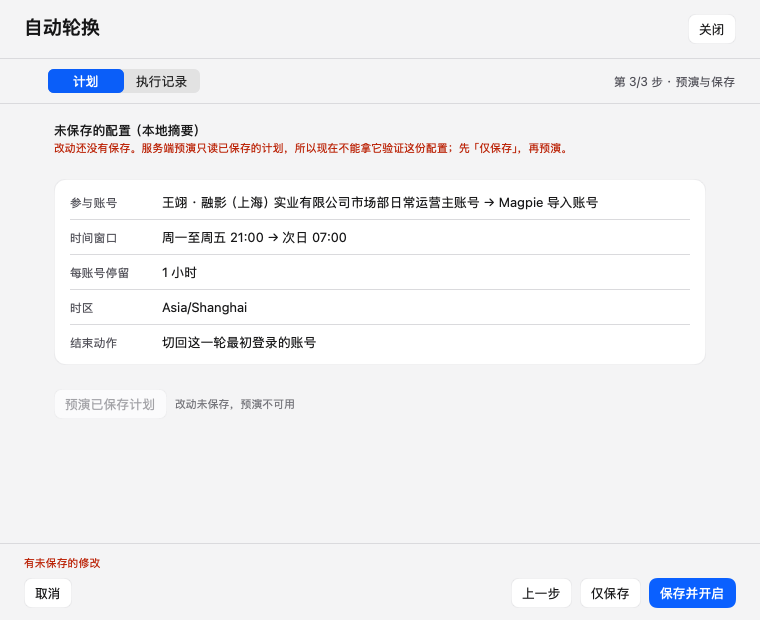 自动轮换
关闭
计划
执行记录
第 3/3 步 · 预演与保存
未保存的配置（本地摘要）
改动还没有保存。服务端预演只读已保存的计划，所以现在不能拿它验证这份配置；先「仅保存」，再预演。
参与账号 王翊 · 融影（上海）实业有限公司市场部日常运营主账号 → Magpie 导入账号
时间窗口 周一至周五 21:00 → 次日 07:00
每账号停留 1 小时
时区 Asia/Shanghai
结束动作 切回这一轮最初登录的账号
预演已保存计划 改动未保存，预演不可用
有未保存的修改
取消
上一步
仅保存
保存并开启